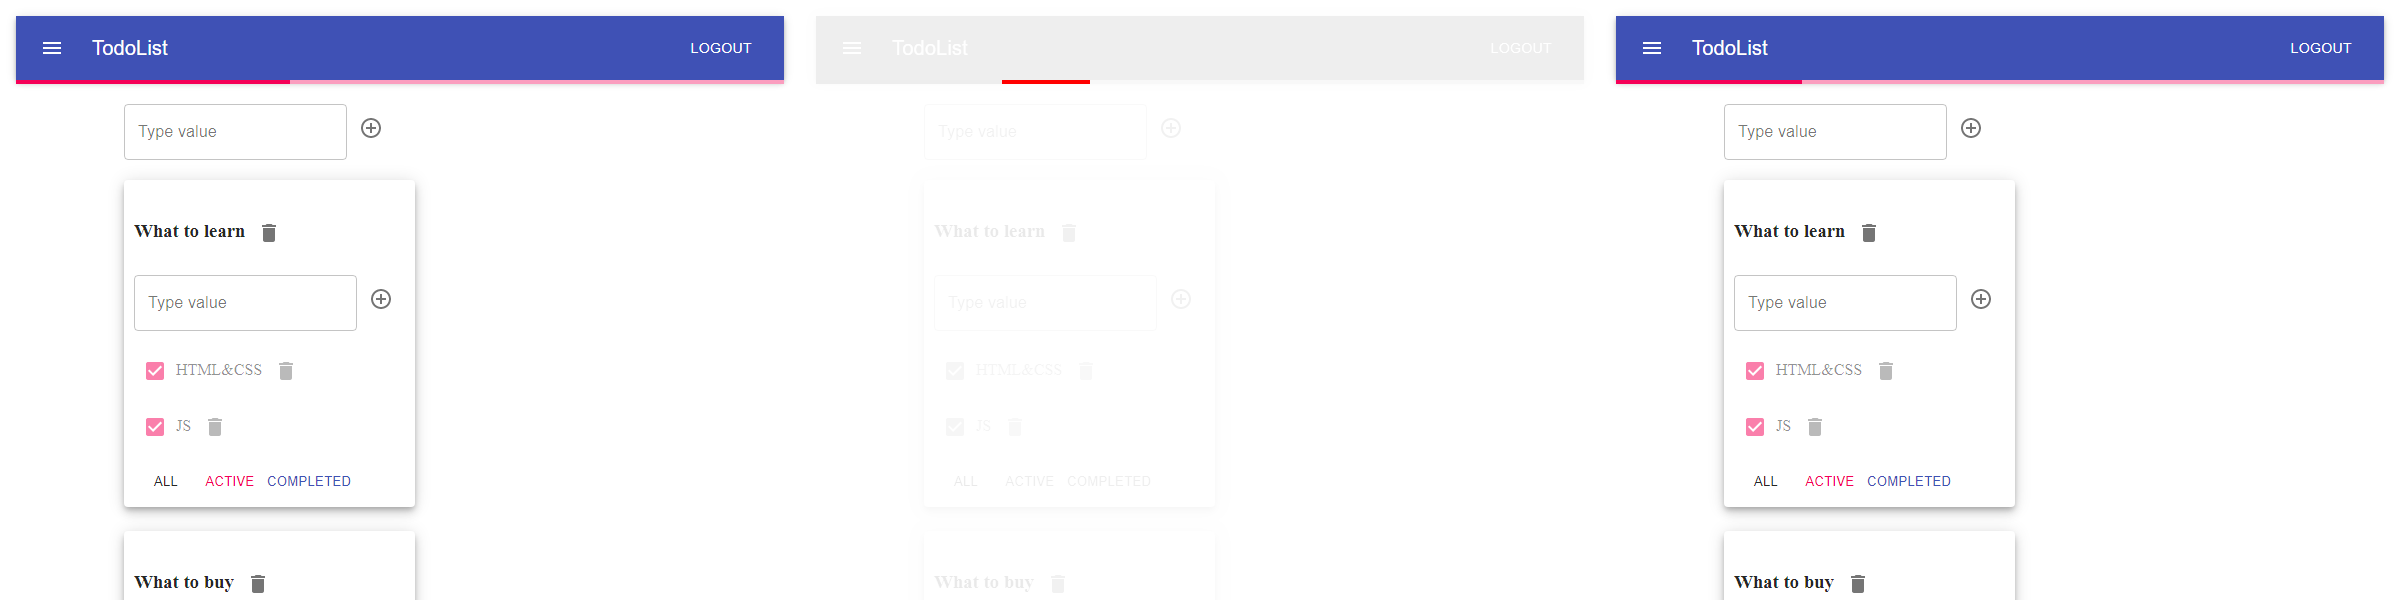 TodoList LOGOUT
Type value
What to learn
Type value
HTML&CSS
JS
ALL ACTIVE COMPLETED
What to buy
TodoList LOGOUT
Type value
What to learn
Type value
HTML&CSS
JS
ALL ACTIVE COMPLETED
What to buy
TodoList LOGOUT
Type value
What to learn
Type value
HTML&CSS
JS
ALL ACTIVE COMPLETED
What to buy